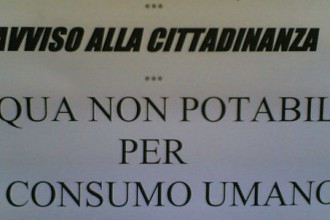 ***
AVVISO ALLA CITTADINANZA
***
QUA NON POTABIL
PER
CONSUMO UMANO